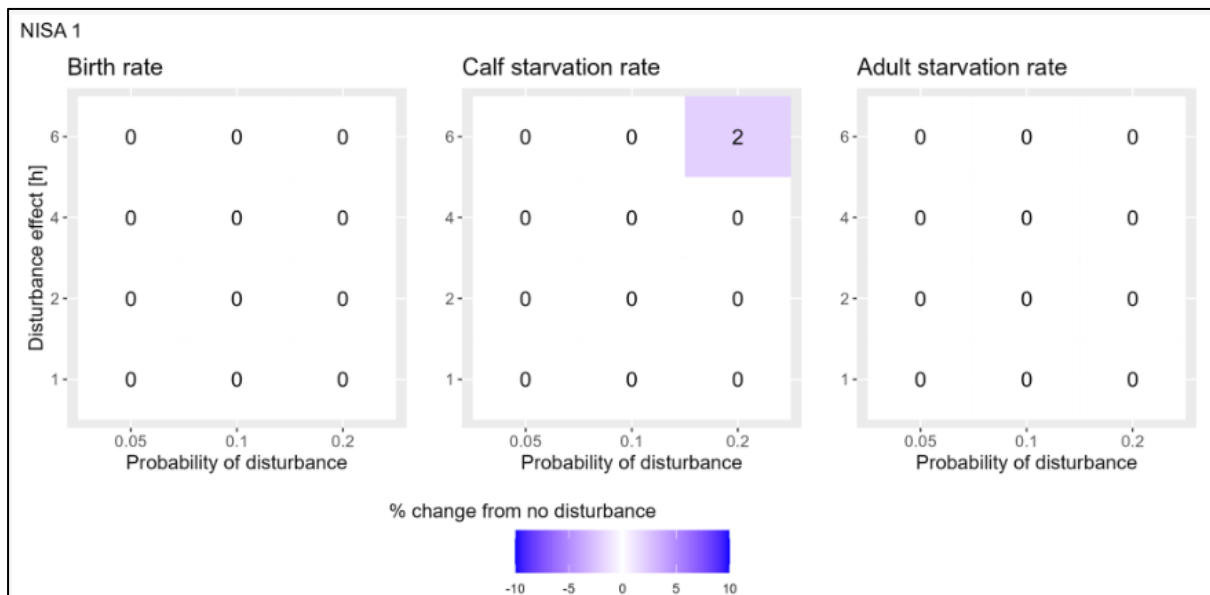 NISA 1
Birth rate
Calf starvation rate
Adult starvation rate
Disturbance effect [h]
6
0 0 0
0 0 2
0 0 0
4
0 0 0
0 0 0
0 0 0
2
0 0 0
0 0 0
0 0 0
1
0 0 0
0 0 0
0 0 0
0.05 0.1 0.2
0.05 0.1 0.2
0.05 0.1 0.2
Probability of disturbance
Probability of disturbance
Probability of disturbance
% change from no disturbance
-10 -5 0 5 10